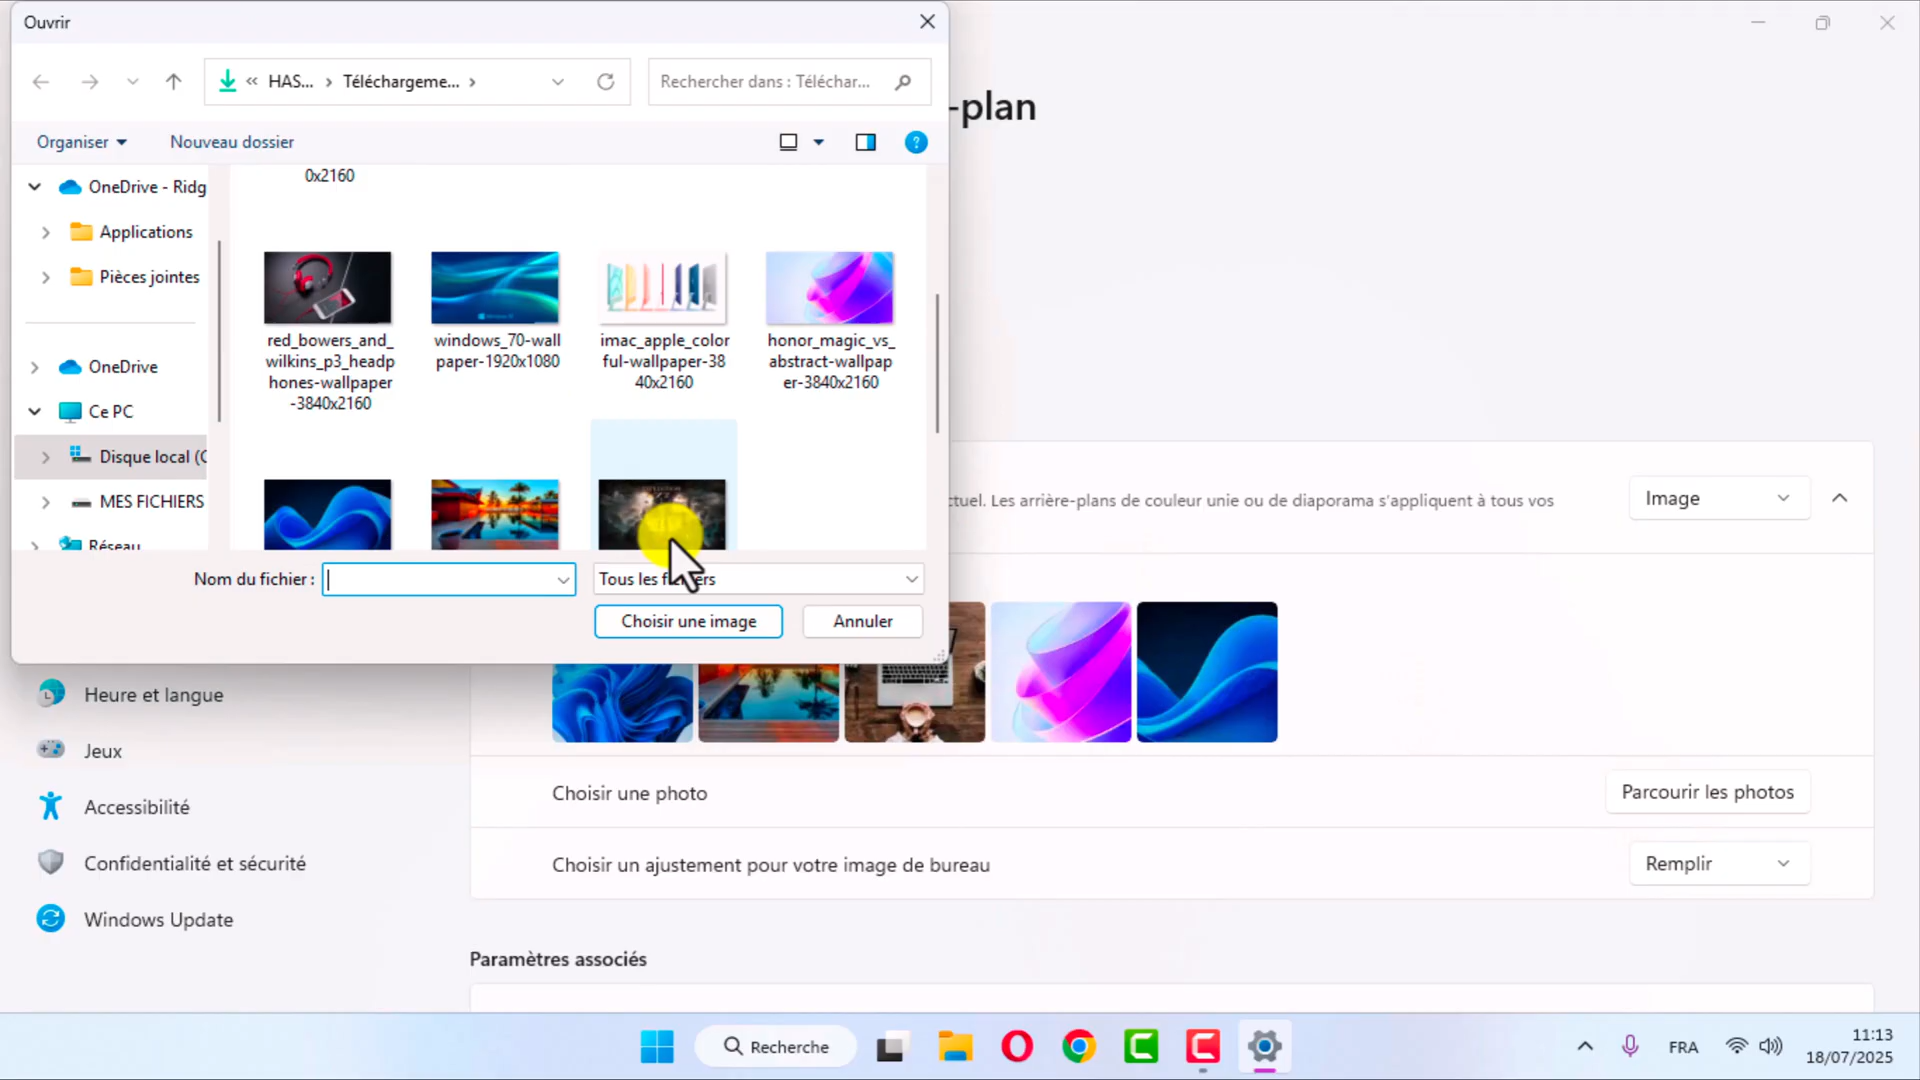 Ouvrir
HAS... Téléchargeme...
Rechercher dans : Téléchar...
-plan
Organiser
Nouveau dossier
OneDrive - Ridg
Applications
Pièces jointes
OneDrive
Ce PC
Disque local (C
MES FICHIERS
Réseau
0x2160
red_bowers_and_
wilkins_p3_headp
hones-wallpaper
-3840x2160
windows_70-wall
paper-1920x1080
imac_apple_color
ful-wallpaper-38
40x2160
honor_magic_vs_
abstract-wallpap
er-3840x2160
Nom du fichier :
Tous les fichiers
Choisir une image
Annuler
ctuel. Les arrière-plans de couleur unie ou de diaporama s'appliquent à tous vos
Image
Heure et langue
Jeux
Accessibilité
Confidentialité et sécurité
Windows Update
Choisir une photo
Parcourir les photos
Choisir un ajustement pour votre image de bureau
Remplir
Paramètres associés
Recherche
FRA
11:13
18/07/2025